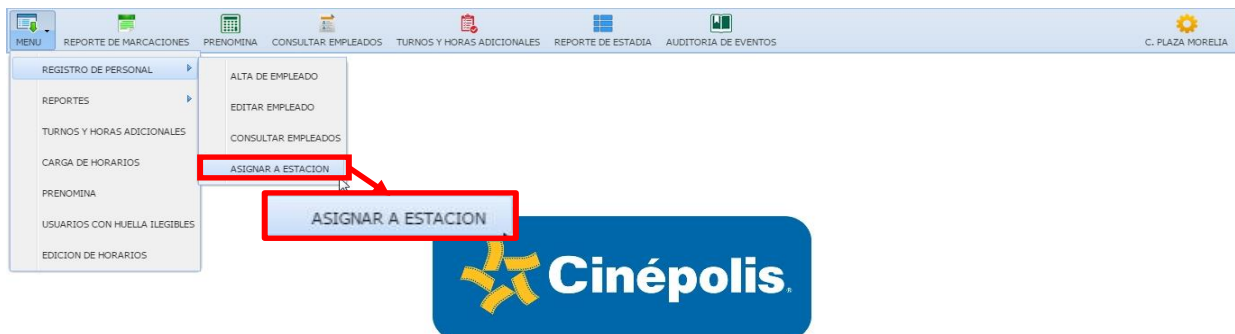 MENU
REPORTE DE MARCACIONES
PRENOMINA
CONSULTAR EMPLEADOS
TURNOS Y HORAS ADICIONALES
REPORTE DE ESTADIA
AUDITORIA DE EVENTOS
C. PLAZA MORELIA
REGISTRO DE PERSONAL
REPORTES
TURNOS Y HORAS ADICIONALES
CARGA DE HORARIOS
PRENOMINA
USUARIOS CON HUELLA ILEGIBLES
EDICION DE HORARIOS
ALTA DE EMPLEADO
EDITAR EMPLEADO
CONSULTAR EMPLEADOS
ASIGNAR A ESTACION
ASIGNAR A ESTACION
Cinépolis®